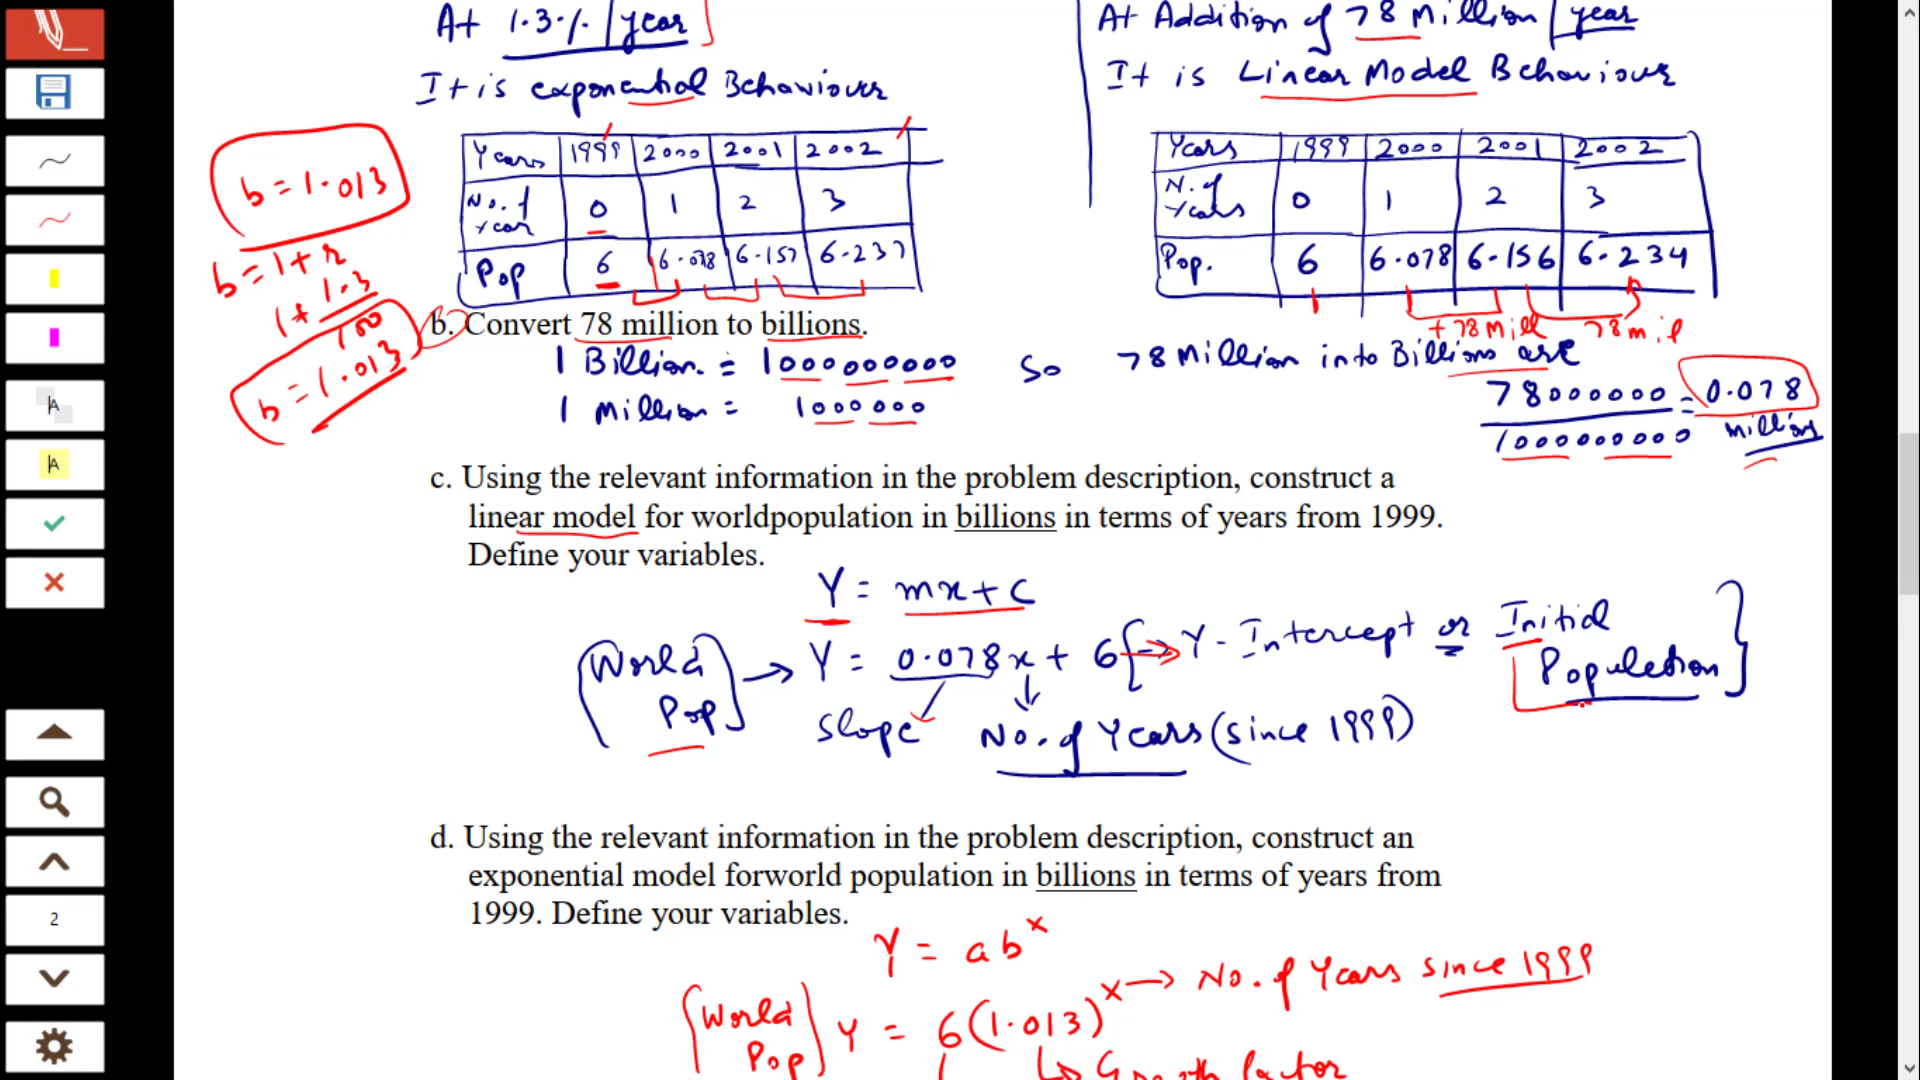 At 1.3% / year
It is exponential Behaviour
Years 1999 2000 2001 2002
No. of year 0 1 2 3
Pop 6 6.078 6.157 6.237
At Addition of 78 Million / year
It is Linear Model Behaviour
Years 1999 2000 2001 2002
N. of Years 0 1 2 3
Pop. 6 6.078 6.156 6.234
+78 Mill 78 mil
b = 1.013
b = 1 + r
1 + 1.3
100
b = 1.013
b. Convert 78 million to billions.
1 Billion = 1000000000 So 78 Million into Billions are
1 Million = 1000000
78000000 = 0.078
1000000000 Millions
c. Using the relevant information in the problem description, construct a
linear model for worldpopulation in billions in terms of years from 1999.
Define your variables.
Y = mx + C
World Pop → Y = 0.078x + 6 → Y-Intercept or Initial Population
Slope No. of Years (since 1999)
d. Using the relevant information in the problem description, construct an
exponential model forworld population in billions in terms of years from
1999. Define your variables.
Y = ab^x
World Pop Y = 6(1.013)^x → No. of Years since 1999
Growth factor
A
A
2